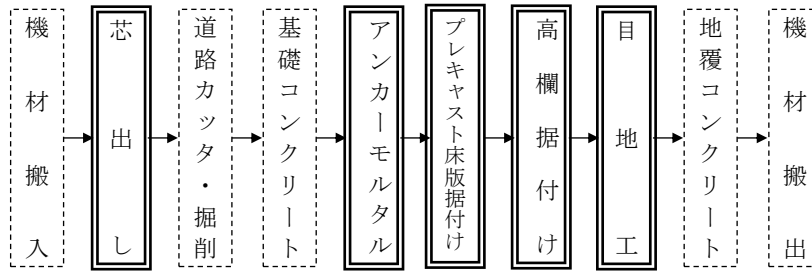 機材搬入
芯出し
道路カッタ・掘削
基礎コンクリート
アンカーモルタル
プレキャスト床版据付け
高欄据付け
目地工
地覆コンクリート
機材搬出